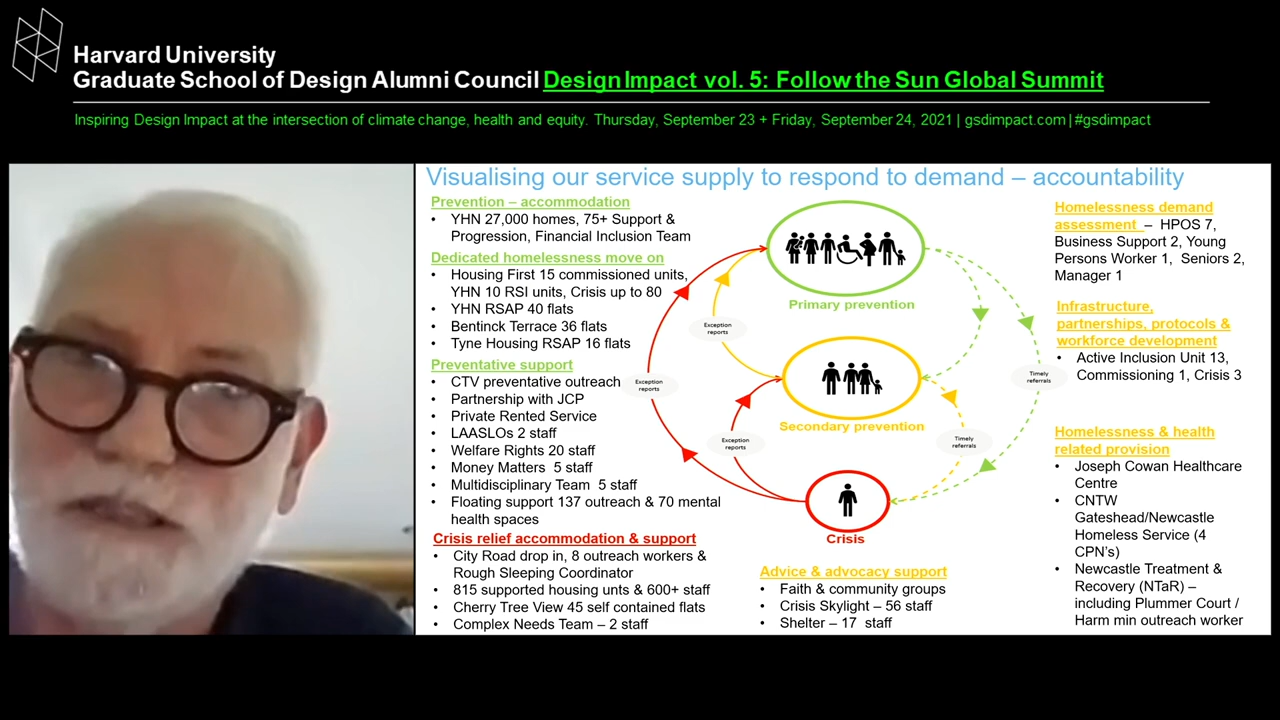 Harvard University
Graduate School of Design Alumni Council Design Impact vol. 5: Follow the Sun Global Summit
Inspiring Design Impact at the intersection of climate change, health and equity. Thursday, September 23 + Friday, September 24, 2021 | gsdimpact.com | #gsdimpact
Visualising our service supply to respond to demand – accountability
Prevention – accommodation
• YHN 27,000 homes, 75+ Support &
Progression, Financial Inclusion Team
Dedicated homelessness move on
• Housing First 15 commissioned units,
YHN 10 RSI units, Crisis up to 80
• YHN RSAP 40 flats
• Bentinck Terrace 36 flats
• Tyne Housing RSAP 16 flats
Preventative support
• CTV preventative outreach
• Partnership with JCP
• Private Rented Service
• LAASLOs 2 staff
• Welfare Rights 20 staff
• Money Matters 5 staff
• Multidisciplinary Team 5 staff
• Floating support 137 outreach & 70 mental
health spaces
Crisis relief accommodation & support
• City Road drop in, 8 outreach workers &
Rough Sleeping Coordinator
• 815 supported housing unts & 600+ staff
• Cherry Tree View 45 self contained flats
• Complex Needs Team – 2 staff
Primary prevention
Exception
reports
Exception
reports
Timely
referrals
Secondary prevention
Exception
reports
Timely
referrals
Crisis
Advice & advocacy support
• Faith & community groups
• Crisis Skylight – 56 staff
• Shelter – 17 staff
Homelessness demand
assessment – HPOS 7,
Business Support 2, Young
Persons Worker 1, Seniors 2,
Manager 1
Infrastructure,
partnerships, protocols &
workforce development
• Active Inclusion Unit 13,
Commissioning 1, Crisis 3
Homelessness & health
related provision
• Joseph Cowan Healthcare
Centre
• CNTW
Gateshead/Newcastle
Homeless Service (4
CPN's)
• Newcastle Treatment &
Recovery (NTaR) –
including Plummer Court /
Harm min outreach worker